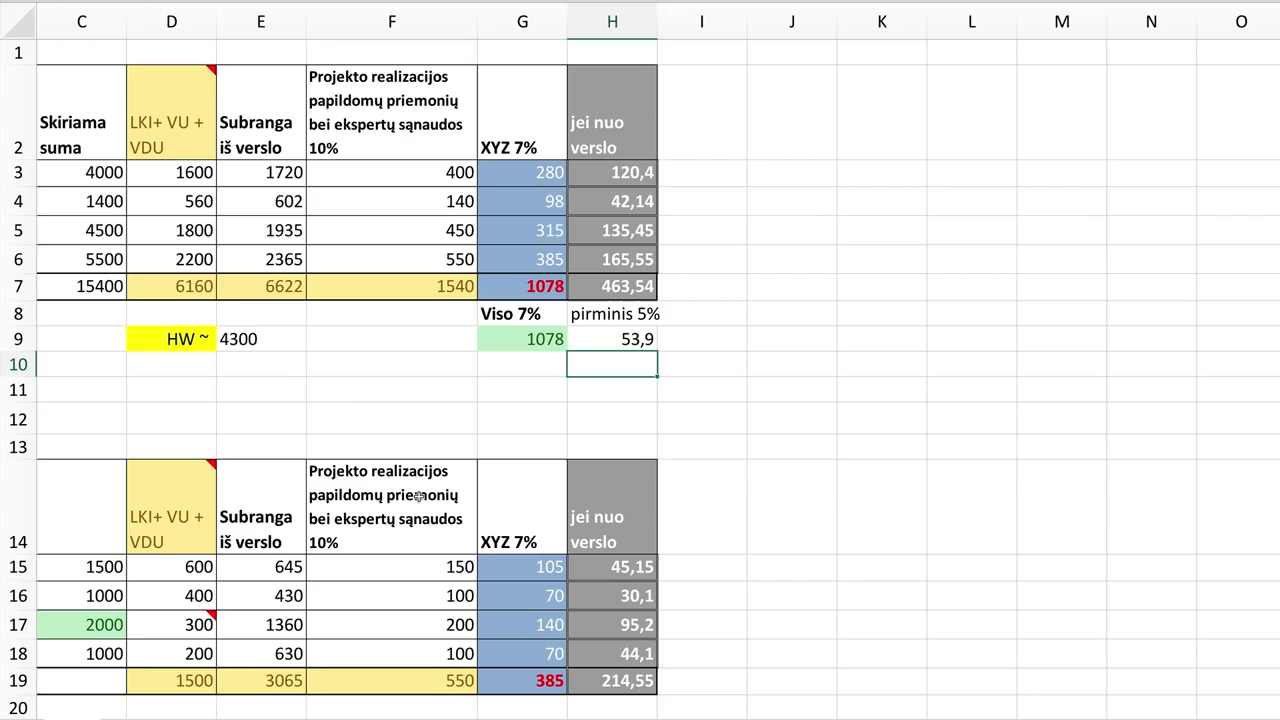 C D E F G H I J K L M N O
1
2 Skiriama suma LKI+ VU + VDU Subranga iš verslo Projekto realizacijos papildomų priemonių bei ekspertų sąnaudos 10% XYZ 7% jei nuo verslo
3 4000 1600 1720 400 280 120,4
4 1400 560 602 140 98 42,14
5 4500 1800 1935 450 315 135,45
6 5500 2200 2365 550 385 165,55
7 15400 6160 6622 1540 1078 463,54
8 Viso 7% pirminis 5%
9 HW ~ 4300 1078 53,9
10
11
12
13
14 LKI+ VU + VDU Subranga iš verslo Projekto realizacijos papildomų priemonių bei ekspertų sąnaudos 10% XYZ 7% jei nuo verslo
15 1500 600 645 150 105 45,15
16 1000 400 430 100 70 30,1
17 2000 300 1360 200 140 95,2
18 1000 200 630 100 70 44,1
19 1500 3065 550 385 214,55
20